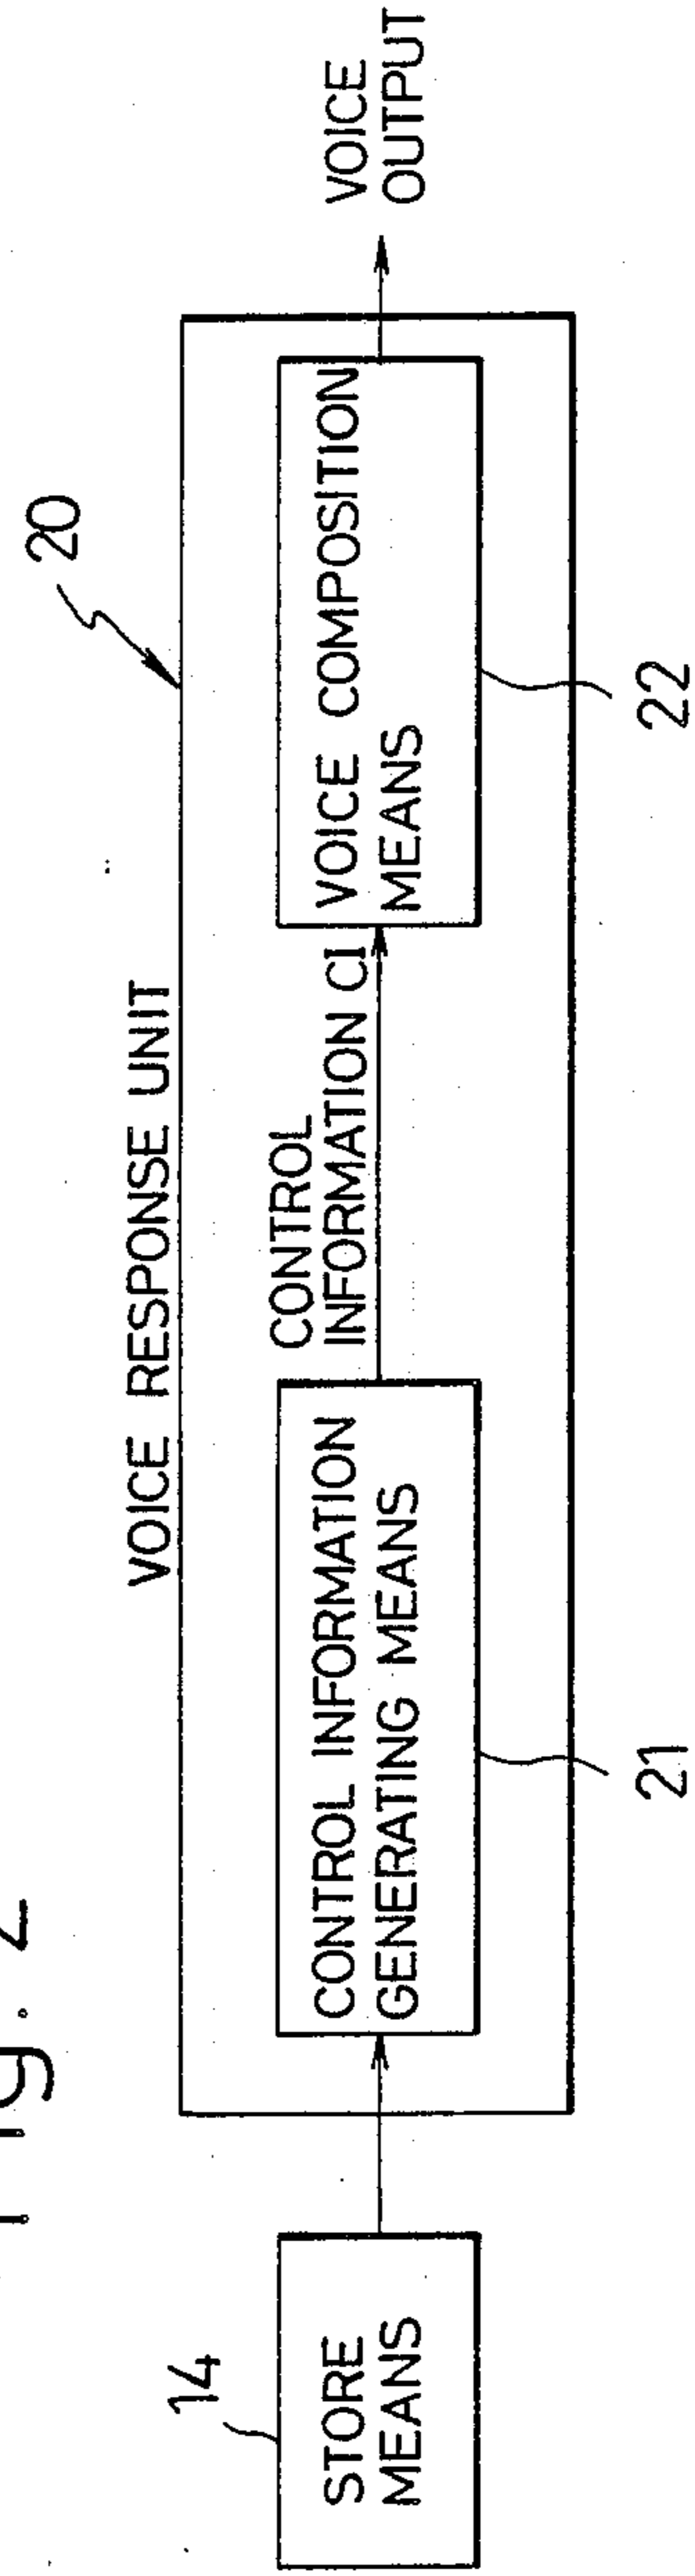 Fig. 2
VOICE RESPONSE UNIT
20
14
STORE
MEANS
CONTROL INFORMATION
GENERATING MEANS
21
CONTROL
INFORMATION CI
VOICE COMPOSITION
MEANS
22
VOICE
OUTPUT